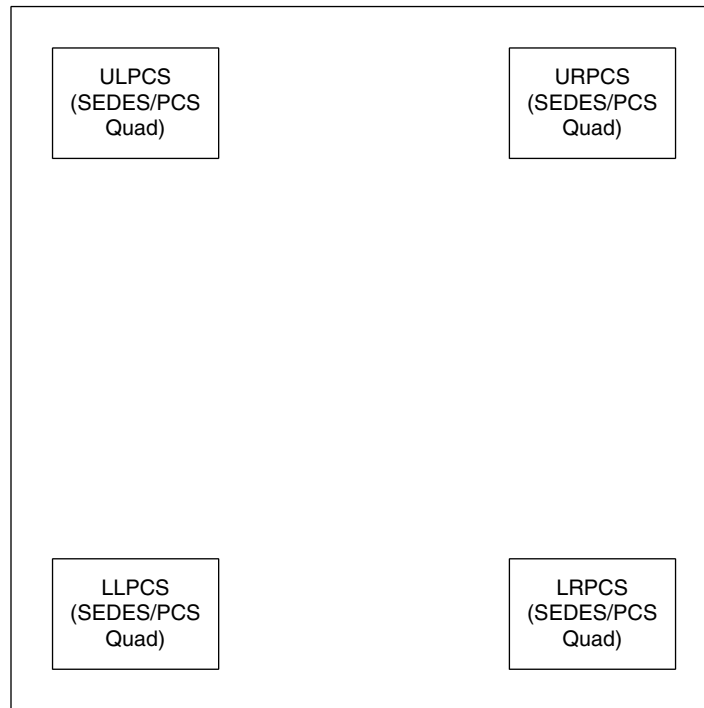 ULPCS
(SEDES/PCS
Quad)
URPCS
(SEDES/PCS
Quad)
LLPCS
(SEDES/PCS
Quad)
LRPCS
(SEDES/PCS
Quad)